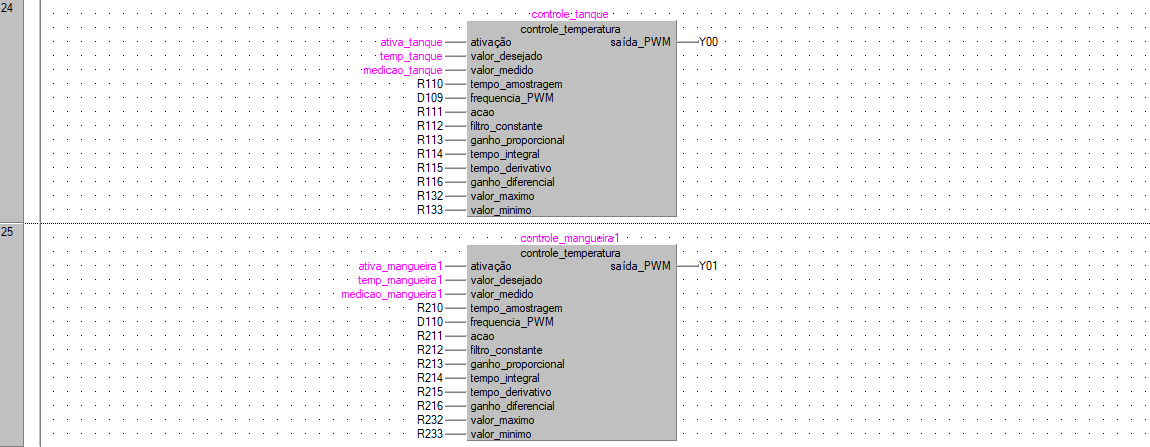 24
controle_tanque
controle_temperatura
ativa_tanque ativação saída_PWM Y00
temp_tanque valor_desejado
medicao_tanque valor_medido
R110 tempo_amostragem
D109 frequencia_PWM
R111 acao
R112 filtro_constante
R113 ganho_proporcional
R114 tempo_integral
R115 tempo_derivativo
R116 ganho_diferencial
R132 valor_maximo
R133 valor_minimo
25
controle_mangueira1
controle_temperatura
ativa_mangueira1 ativação saída_PWM Y01
temp_mangueira1 valor_desejado
medicao_mangueira1 valor_medido
R210 tempo_amostragem
D110 frequencia_PWM
R211 acao
R212 filtro_constante
R213 ganho_proporcional
R214 tempo_integral
R215 tempo_derivativo
R216 ganho_diferencial
R232 valor_maximo
R233 valor_minimo